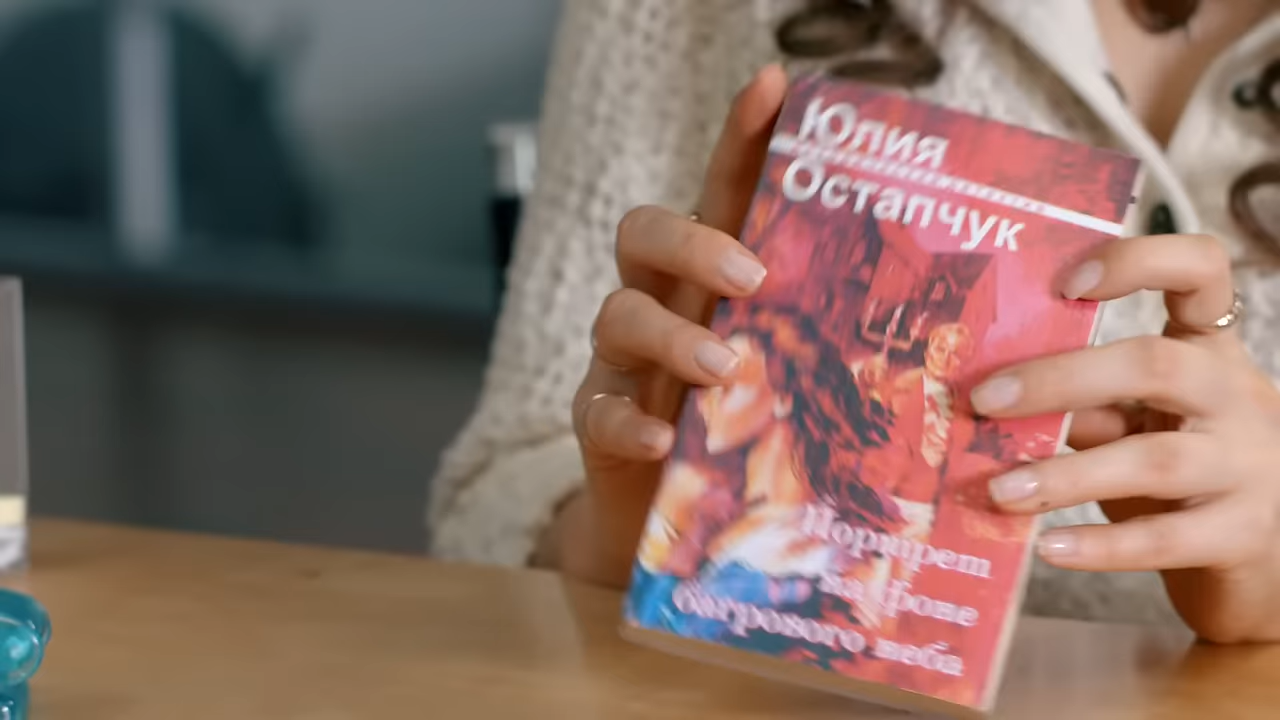 Юлия
Остапчук
Портрет
на фоне
багрового неба